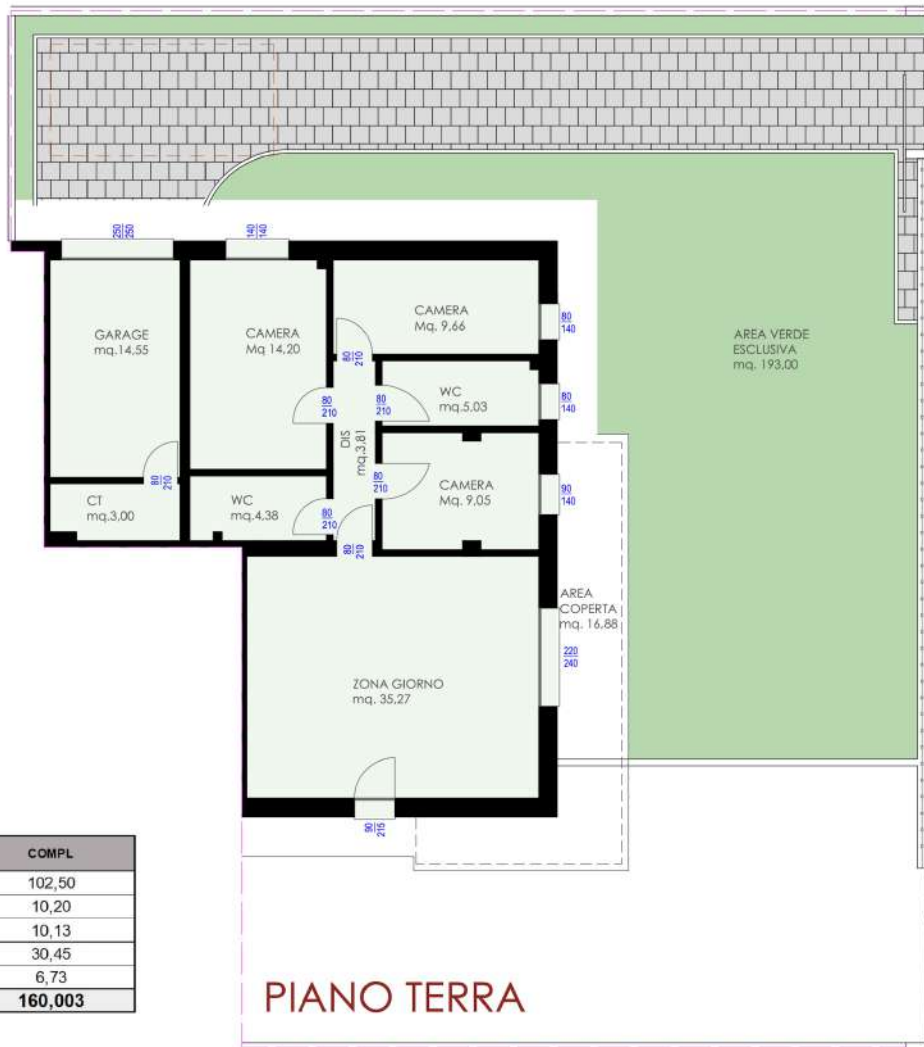 250
250
140
140
GARAGE
mq.14,55
CAMERA
Mq 14,20
CAMERA
Mq. 9,66
80
140
AREA VERDE
ESCLUSIVA
mq. 193,00
80
210
80
210
WC
mq.5,03
80
210
80
140
DIS
mq.3,81
80
210
CAMERA
Mq. 9,05
90
140
80
210
CT
mq.3,00
WC
mq.4,38
80
210
80
210
AREA
COPERTA
mq. 16,88
220
240
ZONA GIORNO
mq. 35,27
90
215
COMPL
102,50
10,20
10,13
30,45
6,73
160,003
PIANO TERRA